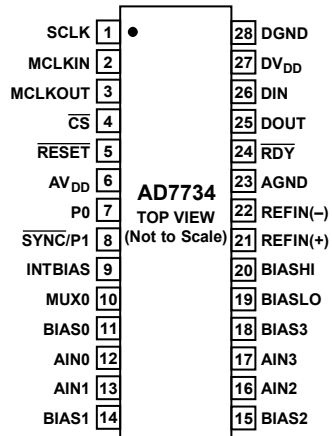 SCLK 1 28 DGND
MCLKIN 2 27 DVDD
MCLKOUT 3 26 DIN
CS 4 25 DOUT
RESET 5 24 RDY
AVDD 6 23 AGND
P0 7 22 REFIN(–)
SYNC/P1 8 21 REFIN(+)
INTBIAS 9 20 BIASHI
MUX0 10 19 BIASLO
BIAS0 11 18 BIAS3
AIN0 12 17 AIN3
AIN1 13 16 AIN2
BIAS1 14 15 BIAS2
AD7734
TOP VIEW
(Not to Scale)